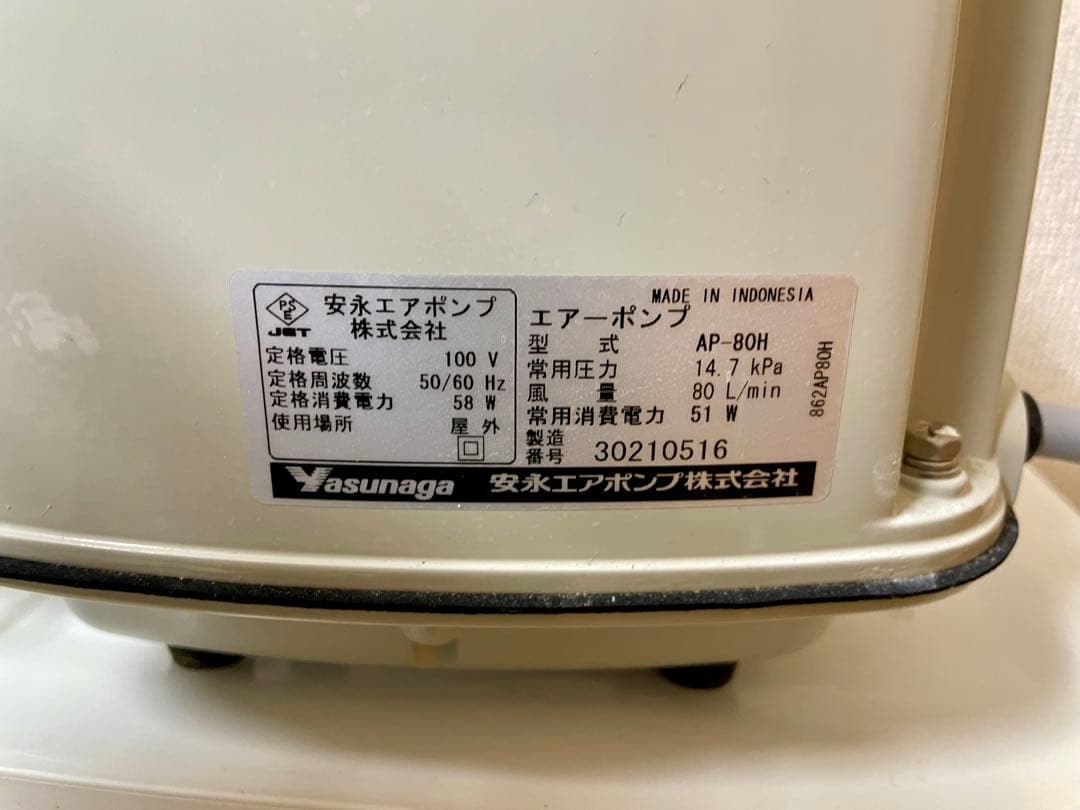 PSE
JET
安永エアポンプ
株式会社
定格電圧 100 V
定格周波数 50/60 Hz
定格消費電力 58 W
使用場所 屋外
MADE IN INDONESIA
エアーポンプ
型式 AP-80H
常用圧力 14.7 kPa
風量 80 L/min
常用消費電力 51 W
製造
番号 30210516
862AP80H
Yasunaga 安永エアポンプ株式会社